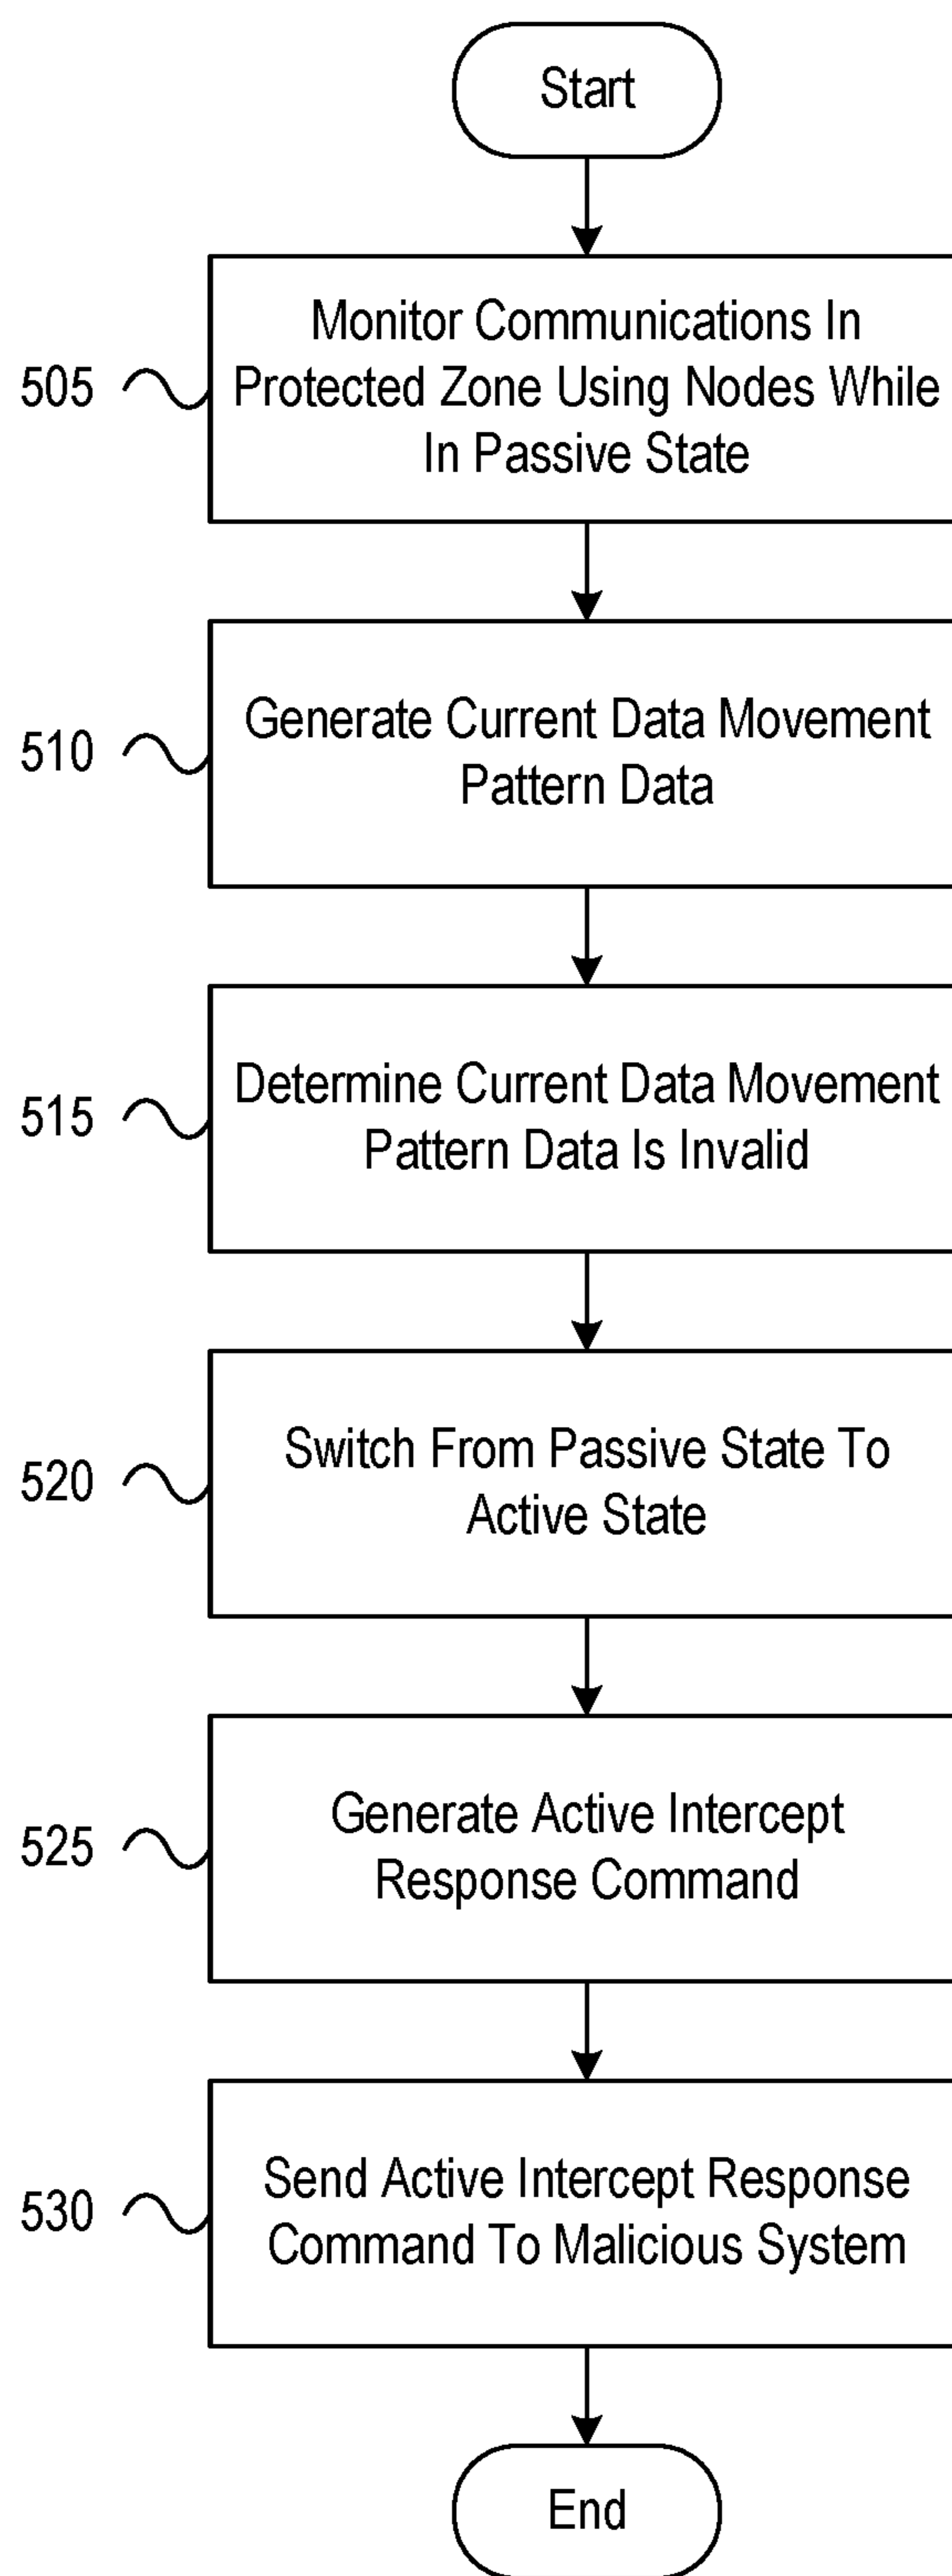 Start
505
Monitor Communications In
Protected Zone Using Nodes While
In Passive State
510
Generate Current Data Movement
Pattern Data
515
Determine Current Data Movement
Pattern Data Is Invalid
520
Switch From Passive State To
Active State
525
Generate Active Intercept
Response Command
530
Send Active Intercept Response
Command To Malicious System
End